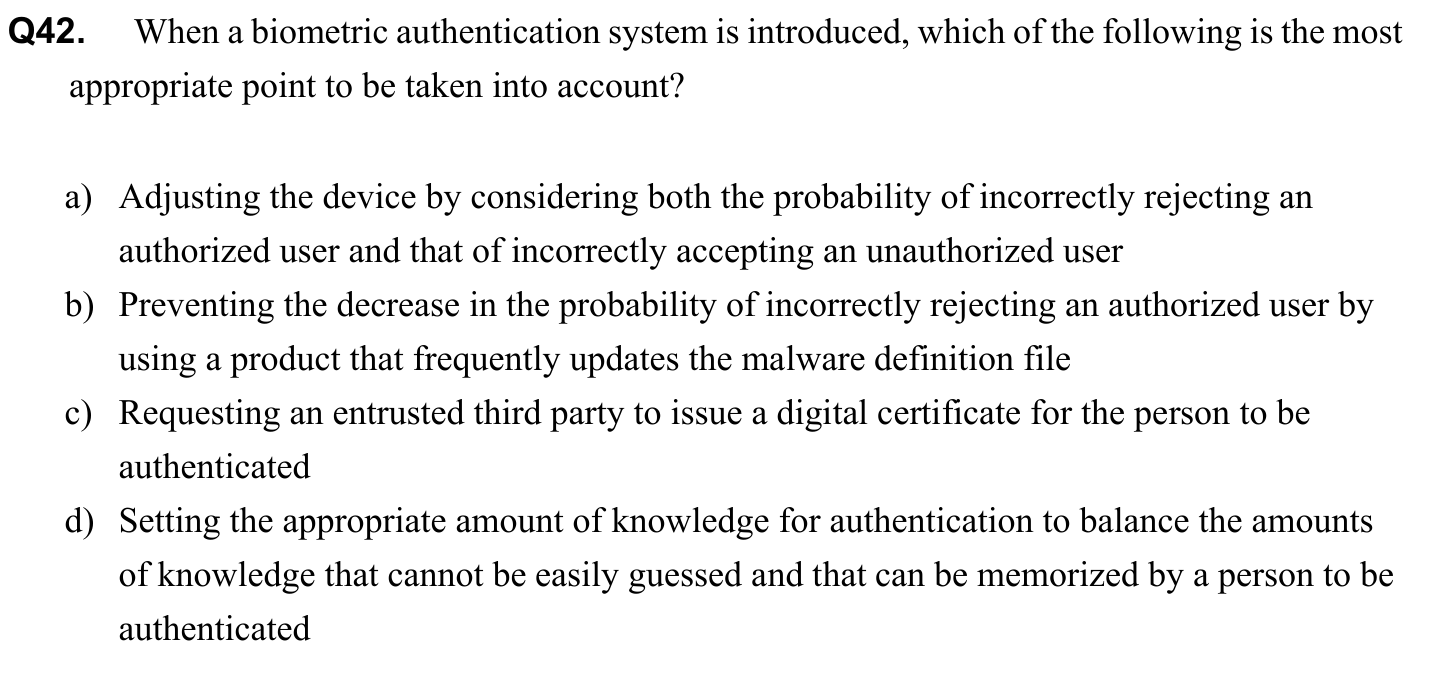 Q42. When a biometric authentication system is introduced, which of the following is the most
appropriate point to be taken into account?
a) Adjusting the device by considering both the probability of incorrectly rejecting an
authorized user and that of incorrectly accepting an unauthorized user
b) Preventing the decrease in the probability of incorrectly rejecting an authorized user by
using a product that frequently updates the malware definition file
c) Requesting an entrusted third party to issue a digital certificate for the person to be
authenticated
d) Setting the appropriate amount of knowledge for authentication to balance the amounts
of knowledge that cannot be easily guessed and that can be memorized by a person to be
authenticated